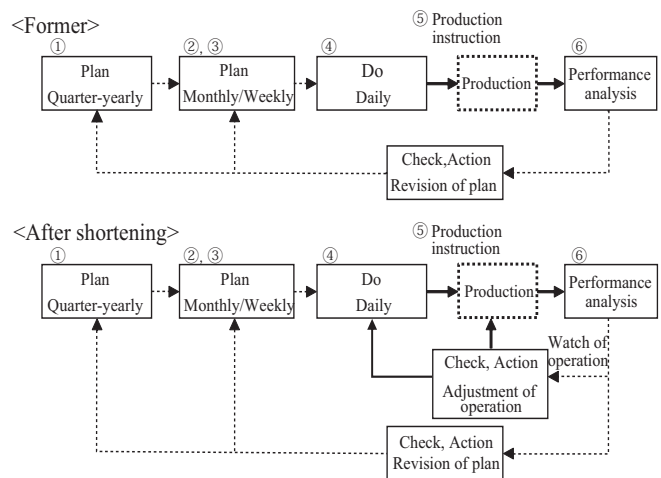 <Former>
①
Plan
Quarter-yearly
②, ③
Plan
Monthly/Weekly
④
Do
Daily
⑤ Production
instruction
Production
⑥
Performance
analysis
Check,Action
Revision of plan
<After shortening>
①
Plan
Quarter-yearly
②, ③
Plan
Monthly/Weekly
④
Do
Daily
⑤ Production
instruction
Production
⑥
Performance
analysis
Watch of
operation
Check, Action
Adjustment of
operation
Check, Action
Revision of plan